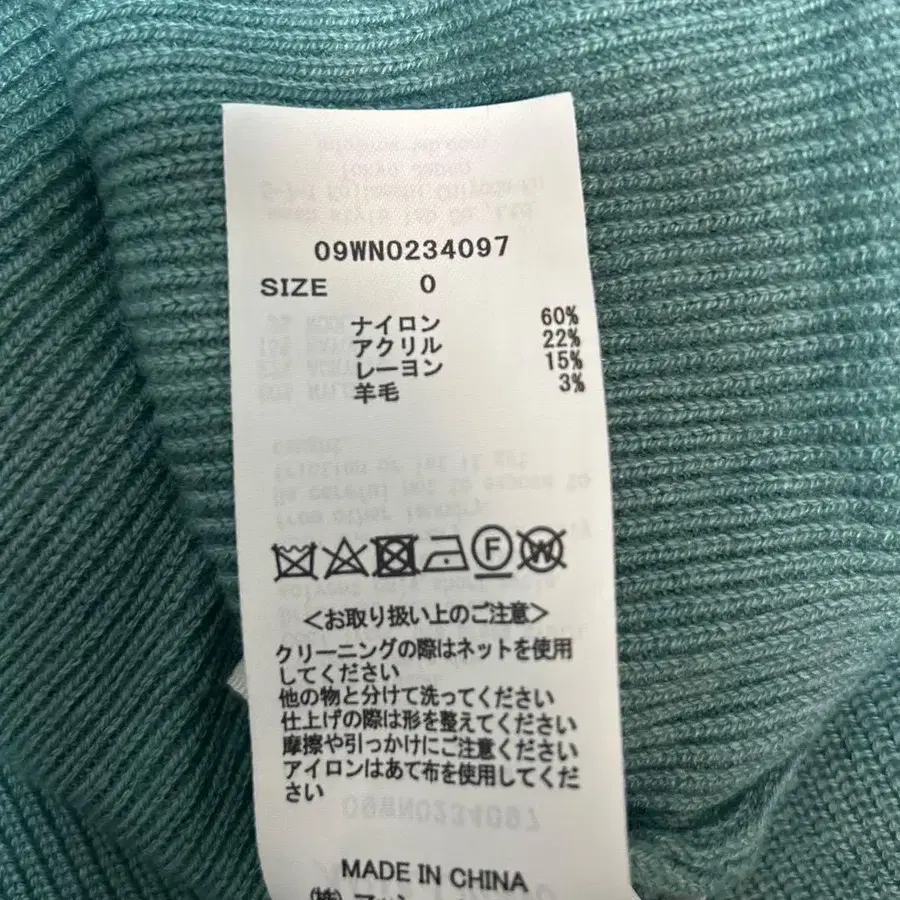 09WN0234097
SIZE 0
ナイロン 60%
アクリル 22%
レーヨン 15%
羊毛 3%
F W
<お取り扱い上のご注意>
クリーニングの際はネットを使用
してください
他の物と分けて洗ってください
仕上げの際は形を整えてください
摩擦や引っかけにご注意ください
アイロンはあて布を使用してくだ
さい
09WN0234097
MADE IN CHINA
(株)